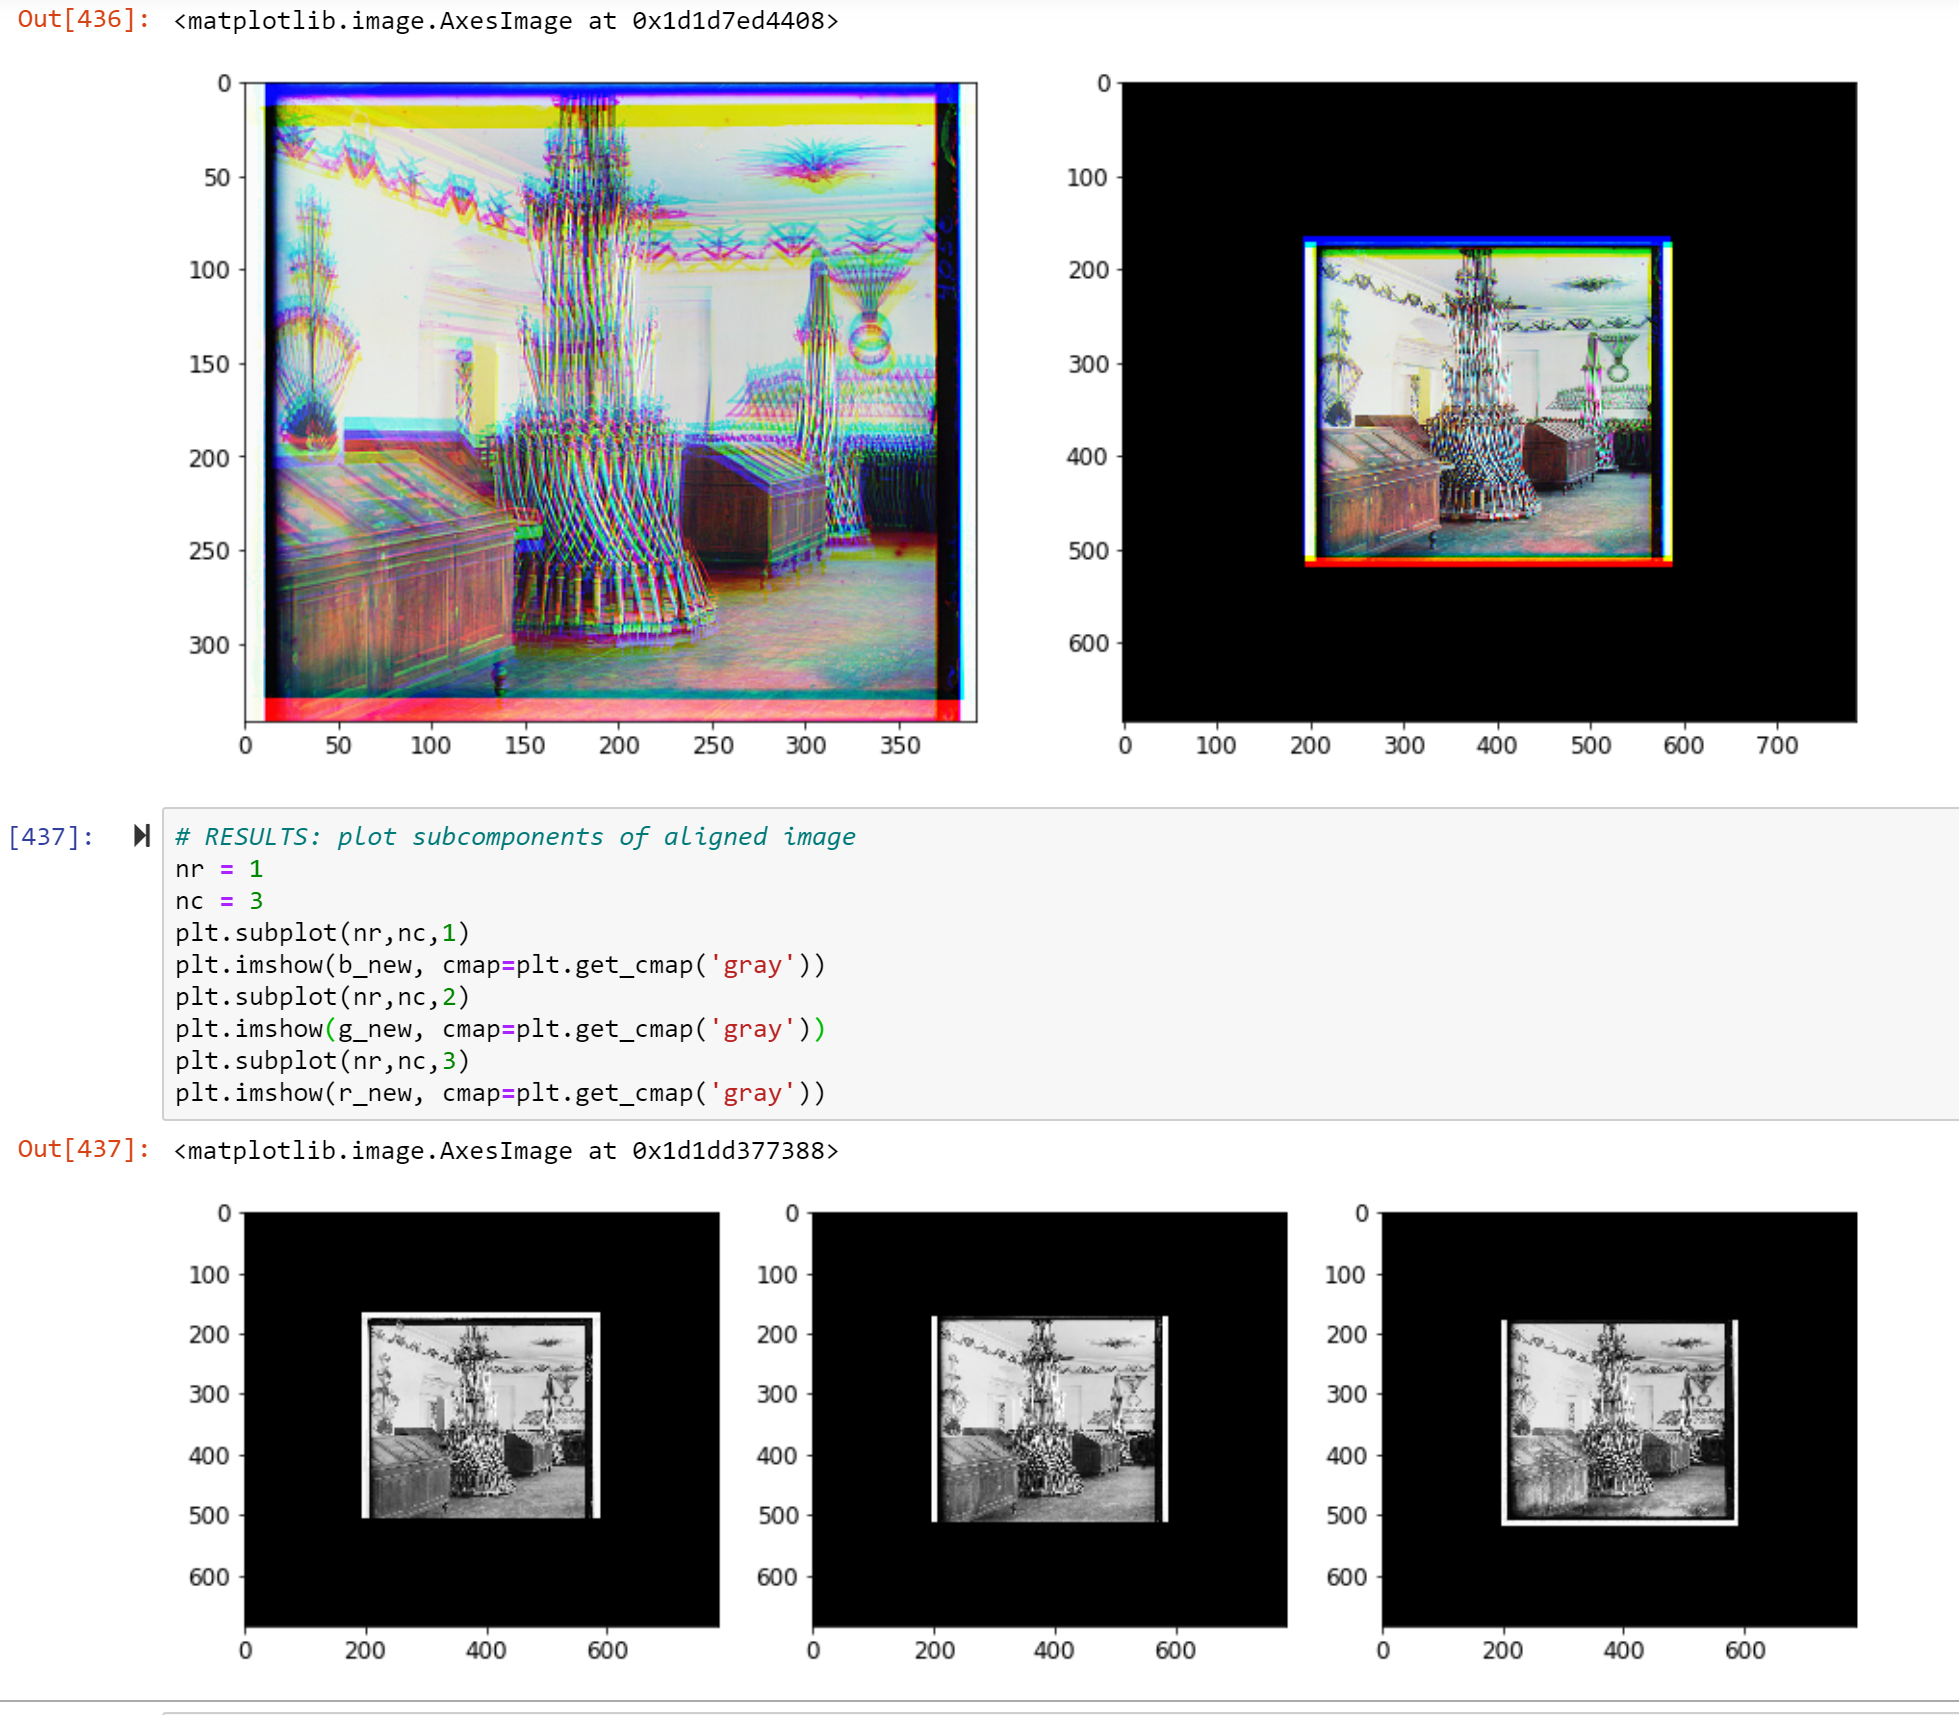 Out[436]: <matplotlib.image.AxesImage at 0x1d1d7ed4408>
0
50
100
150
200
250
300
0 50 100 150 200 250 300 350
0
100
200
300
400
500
600
0 100 200 300 400 500 600 700
[437]: # RESULTS: plot subcomponents of aligned image
nr = 1
nc = 3
plt.subplot(nr,nc,1)
plt.imshow(b_new, cmap=plt.get_cmap('gray'))
plt.subplot(nr,nc,2)
plt.imshow(g_new, cmap=plt.get_cmap('gray'))
plt.subplot(nr,nc,3)
plt.imshow(r_new, cmap=plt.get_cmap('gray'))
Out[437]: <matplotlib.image.AxesImage at 0x1d1dd377388>
0
100
200
300
400
500
600
0 200 400 600
0
100
200
300
400
500
600
0 200 400 600
0
100
200
300
400
500
600
0 200 400 600